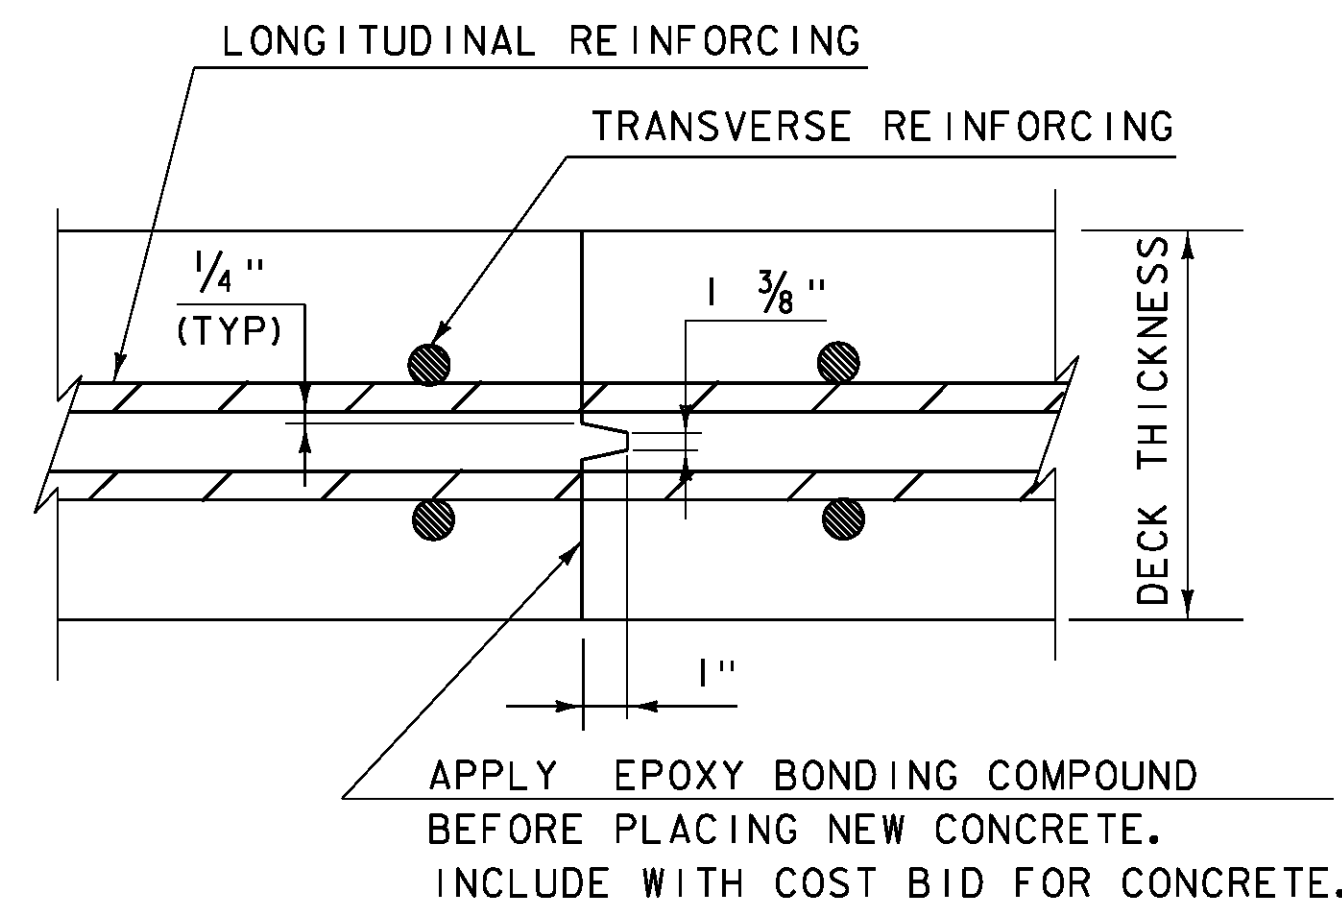 LONGITUDINAL REINFORCING
TRANSVERSE REINFORCING
1/4"
(TYP)
1 3/8"
DECK THICKNESS
1"
APPLY EPOXY BONDING COMPOUND
BEFORE PLACING NEW CONCRETE.
INCLUDE WITH COST BID FOR CONCRETE.